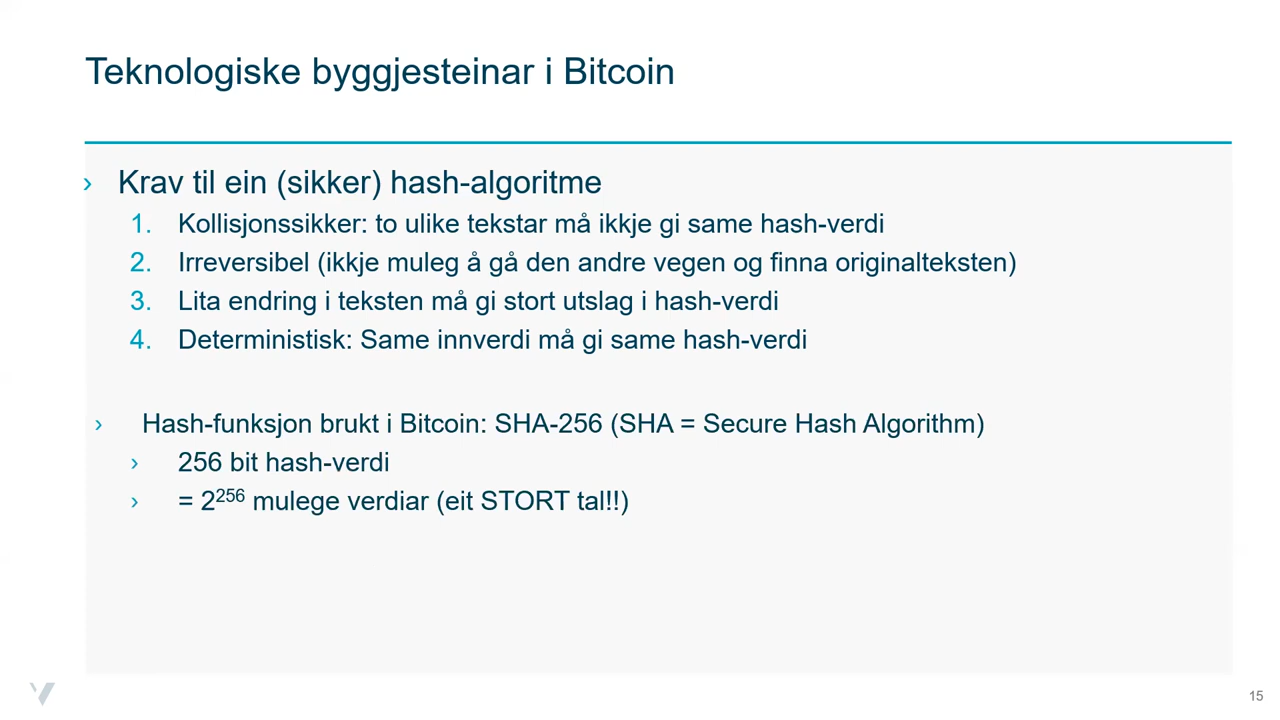 Teknologiske byggjesteinar i Bitcoin
› Krav til ein (sikker) hash-algoritme
1. Kollisjonssikker: to ulike tekstar må ikkje gi same hash-verdi
2. Irreversibel (ikkje muleg å gå den andre vegen og finna originalteksten)
3. Lita endring i teksten må gi stort utslag i hash-verdi
4. Deterministisk: Same innverdi må gi same hash-verdi
› Hash-funksjon brukt i Bitcoin: SHA-256 (SHA = Secure Hash Algorithm)
› 256 bit hash-verdi
› = 2²⁵⁶ mulege verdiar (eit STORT tal!!)
15